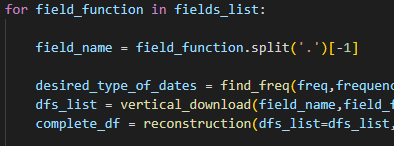 for field_function in fields_list:
field_name = field_function.split('.')[-1]
desired_type_of_dates = find_freq(freq,frequenc
dfs_list = vertical_download(field_name,field_f
complete_df = reconstruction(dfs_list=dfs_list,